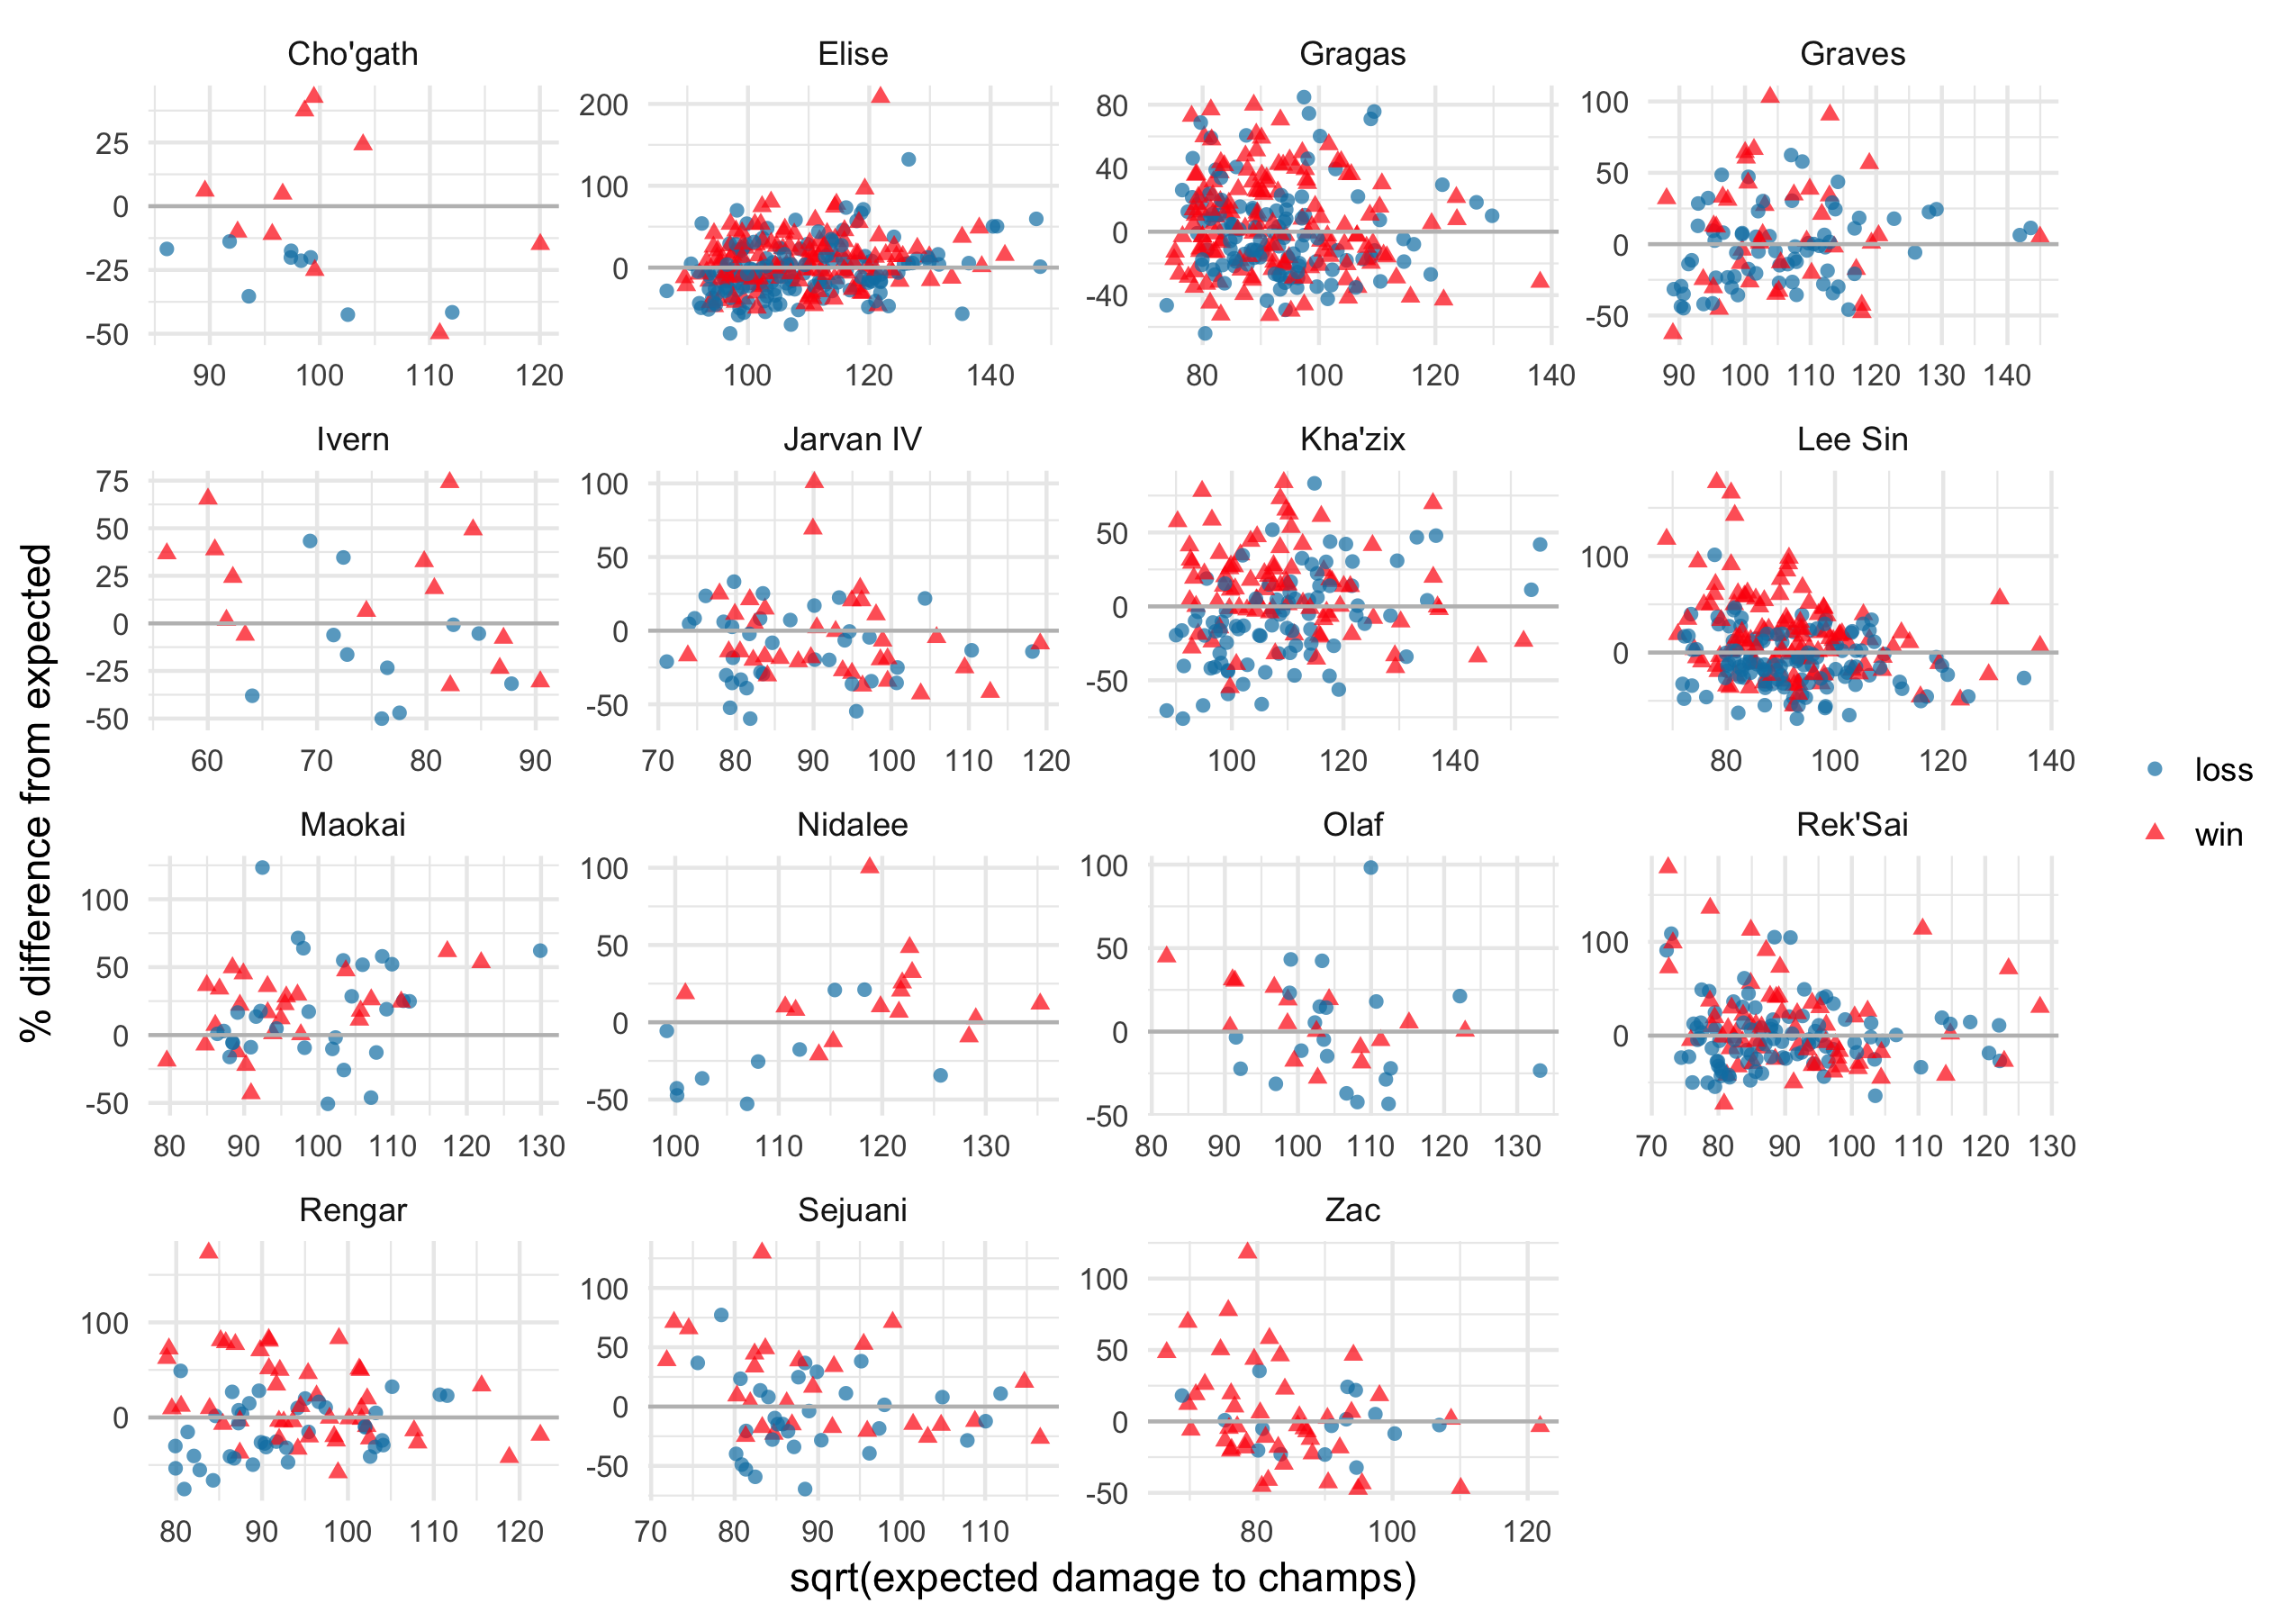 Cho'gath Elise Gragas Graves
25
0
-25
-50
200
100
0
80
40
0
-40
100
50
0
-50
90 100 110 120
100 120 140
80 100 120 140
90 100 110 120 130 140
Ivern Jarvan IV Kha'zix Lee Sin
75
50
25
0
-25
-50
100
50
0
-50
50
0
-50
100
0
60 70 80 90
70 80 90 100 110 120
100 120 140
80 100 120 140
Maokai Nidalee Olaf Rek'Sai
100
50
0
-50
100
50
0
-50
100
50
0
-50
100
0
80 90 100 110 120 130
100 110 120 130
80 90 100 110 120 130
70 80 90 100 110 120 130
Rengar Sejuani Zac
100
0
100
50
0
-50
100
50
0
-50
80 90 100 110 120
70 80 90 100 110
80 100 120
% difference from expected
sqrt(expected damage to champs)
loss
win